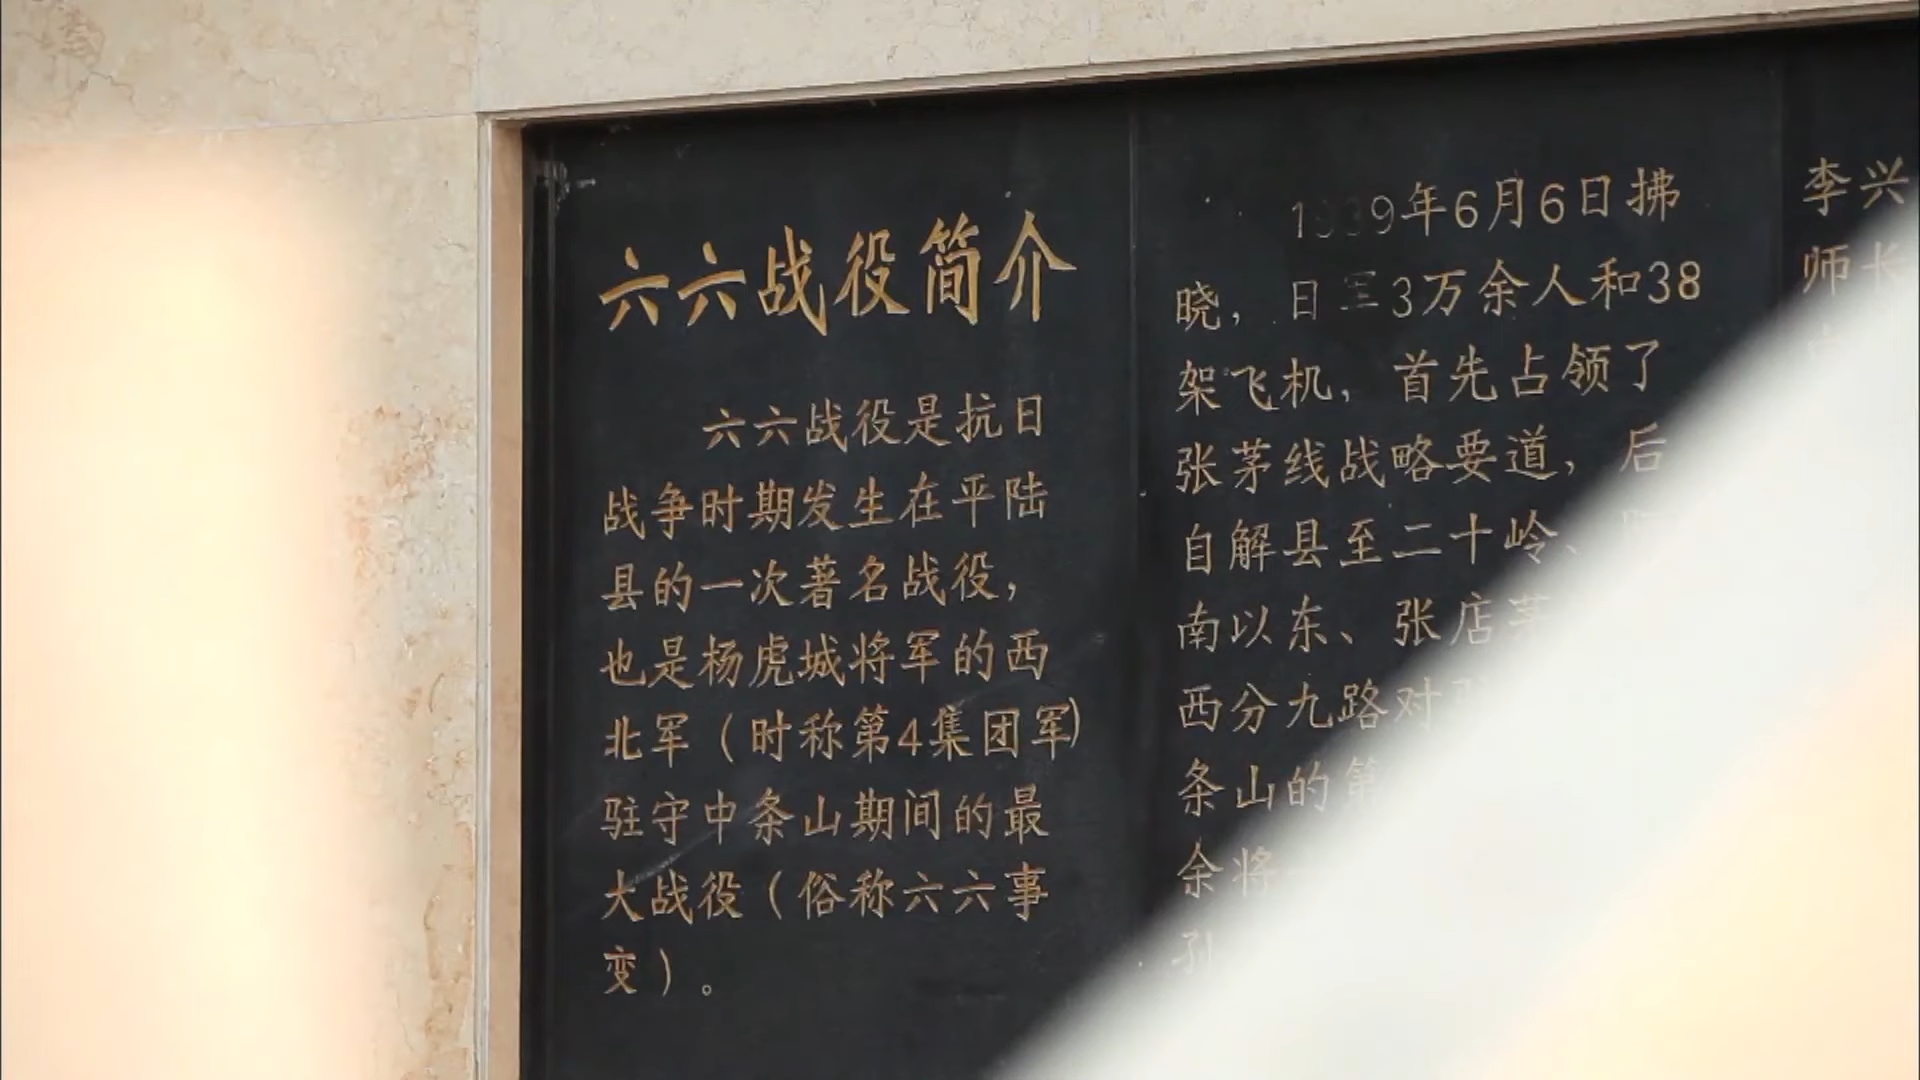 六六战役简介
六六战役是抗日
战争时期发生在平陆
县的一次著名战役，
也是杨虎城将军的西
北军（时称第4集团军）
驻守中条山期间的最
大战役（俗称六六事
变）。
1939年6月6日拂
晓，日军3万余人和38
架飞机，首先占领了
张茅线战略要道，后
自解县至二十岭、
南以东、张店茅
西分九路对
条山的第
余将
李兴
师长